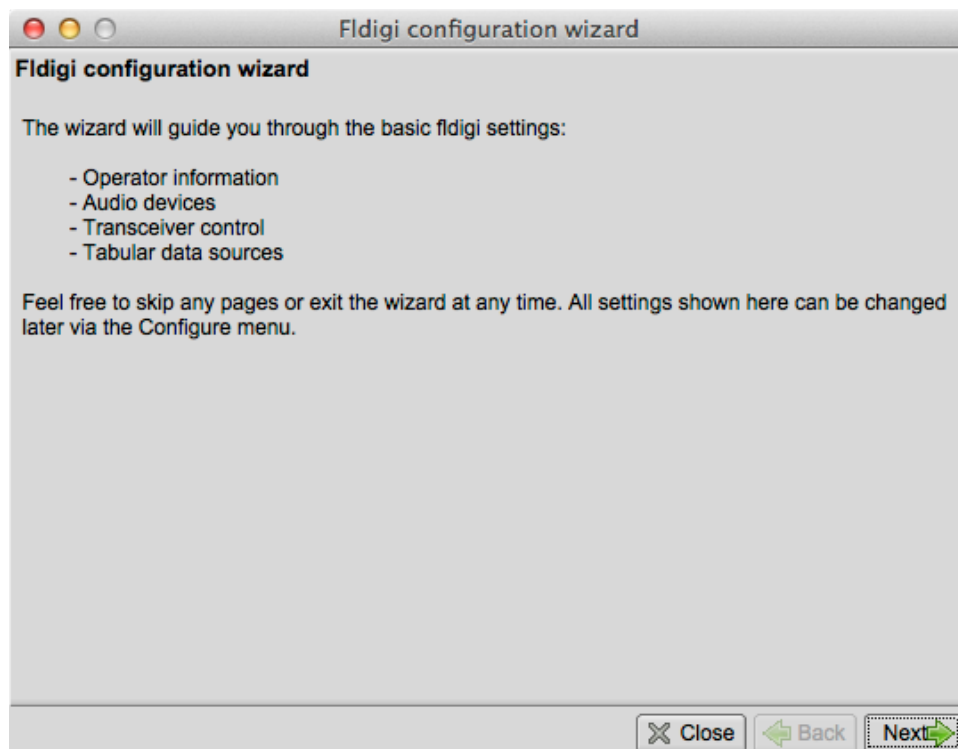 Fldigi configuration wizard
Fldigi configuration wizard
The wizard will guide you through the basic fldigi settings:
- Operator information
- Audio devices
- Transceiver control
- Tabular data sources
Feel free to skip any pages or exit the wizard at any time. All settings shown here can be changed
later via the Configure menu.
Close Back Next